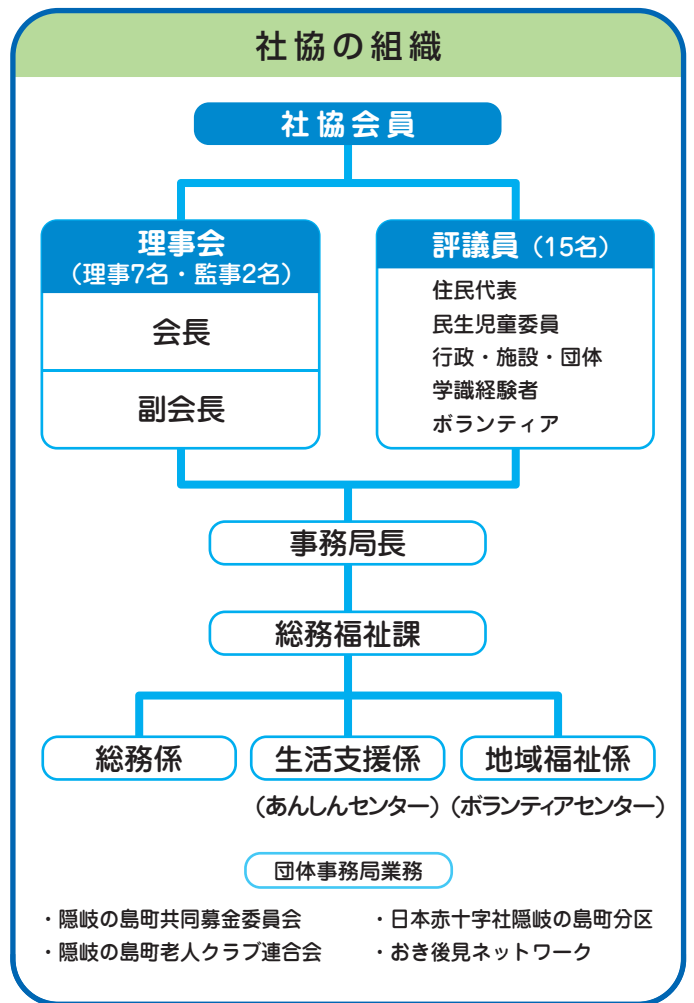 社協の組織
社協会員
理事会
(理事7名・監事2名)
会長
副会長
評議員(15名)
住民代表
民生児童委員
行政・施設・団体
学識経験者
ボランティア
事務局長
総務福祉課
総務係
生活支援係
(あんしんセンター)
地域福祉係
(ボランティアセンター)
団体事務局業務
・隠岐の島町共同募金委員会
・隠岐の島町老人クラブ連合会
・日本赤十字社隠岐の島町分区
・おき後見ネットワーク